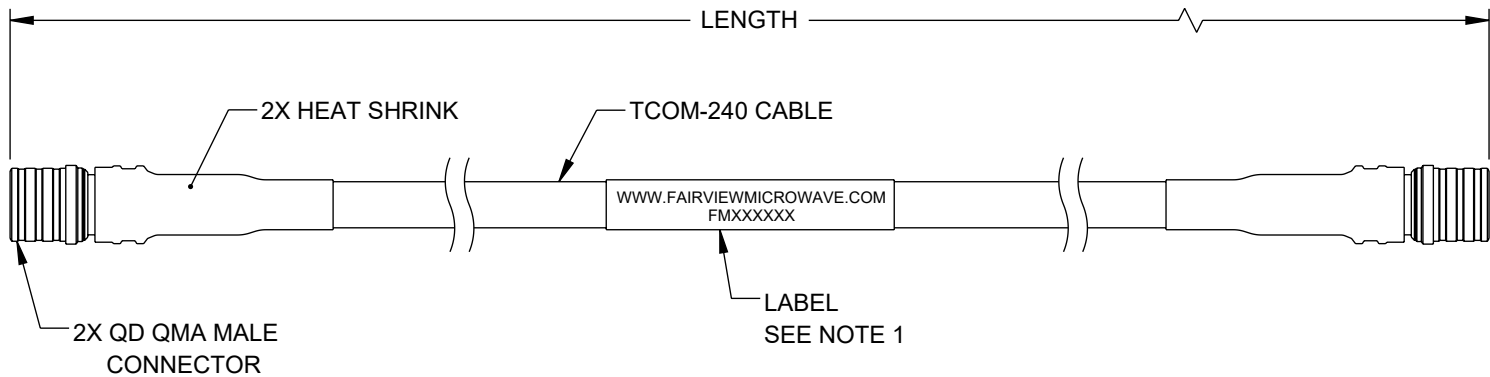 LENGTH
2X HEAT SHRINK
TCOM-240 CABLE
WWW.FAIRVIEWMICROWAVE.COM
FMXXXXXX
2X QD QMA MALE
CONNECTOR
LABEL
SEE NOTE 1